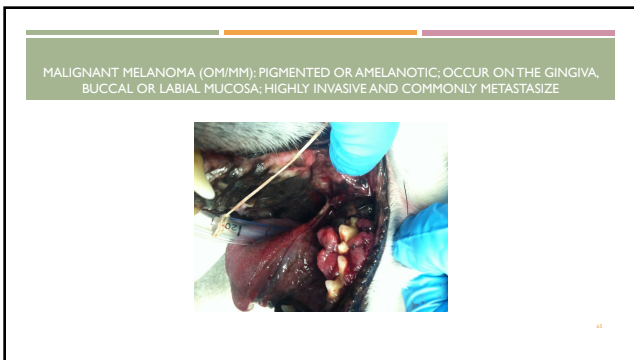 MALIGNANT MELANOMA (OM/MM): PIGMENTED OR AMELANOTIC; OCCUR ON THE GINGIVA,
BUCCAL OR LABIAL MUCOSA; HIGHLY INVASIVE AND COMMONLY METASTASIZE